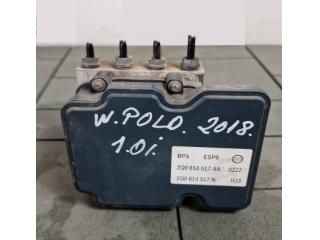 W. POLO. 2018.
1.0i.
BPA ESP9
2Q0 614 517 AA 0222
2Q0 614 517 N H23